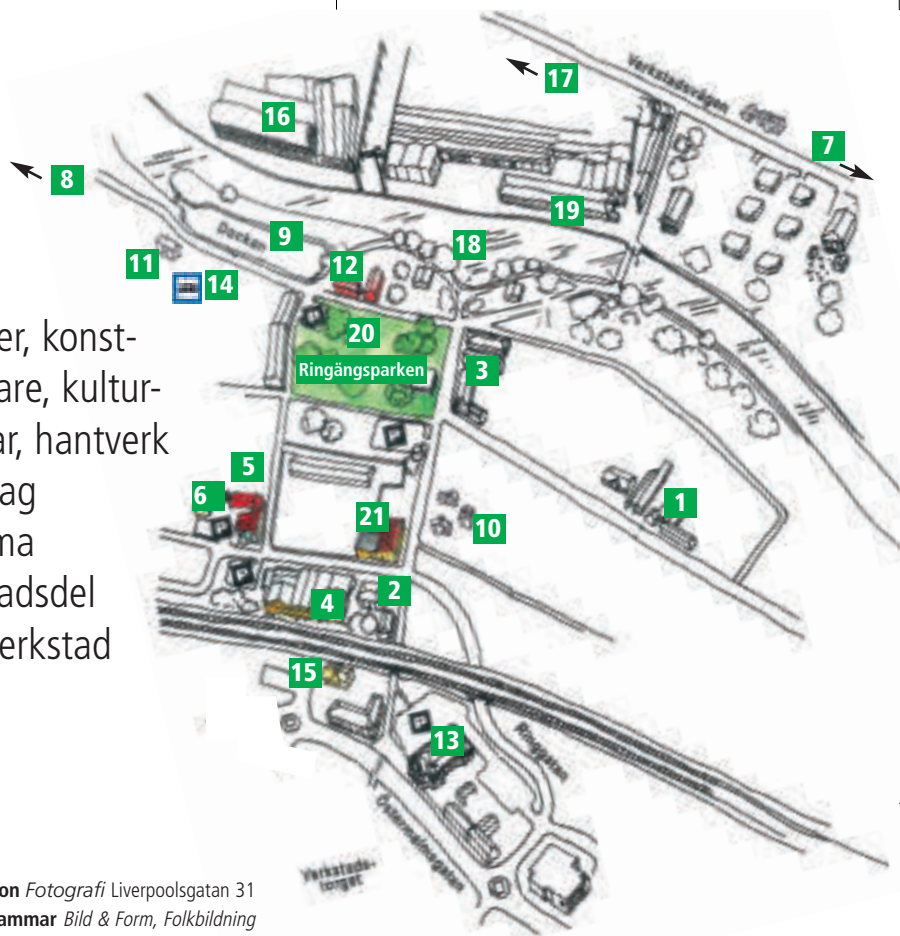 Verkstadsvägen
17
16
7
8
19
9
Dockan
18
11
12
14
20
Ringängsparken
3
er, konst-
are, kultur-
ar, hantverk
ag
ma
adsdel
erkstad
5
6
21
10
1
2
4
15
13
Ringgatan
Östermalmsgatan
Verkstads-
torget
on Fotografi Liverpoolsgatan 31
ammar Bild & Form, Folkbildning